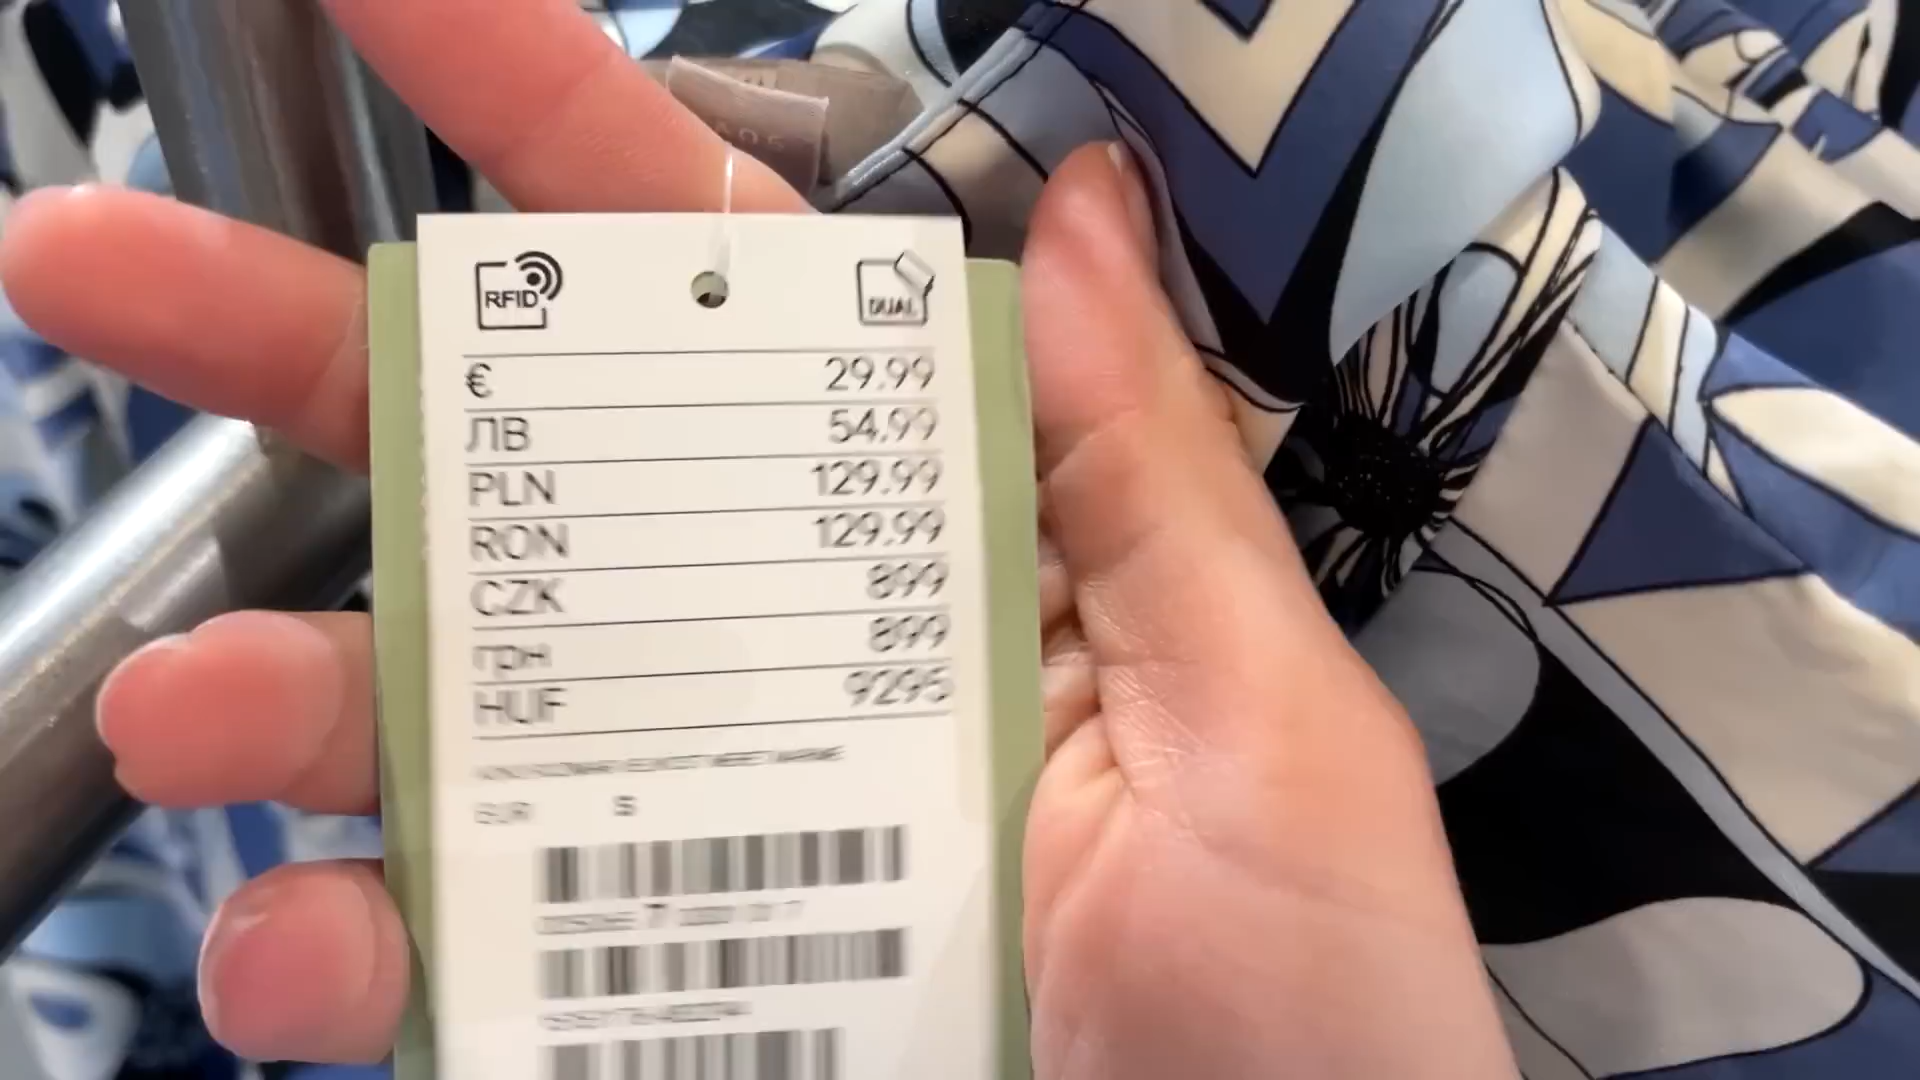 RFID
DUAL
€ 29.99
ЛВ 54.99
PLN 129.99
RON 129.99
CZK 899
грн 899
HUF 9295
EUR S